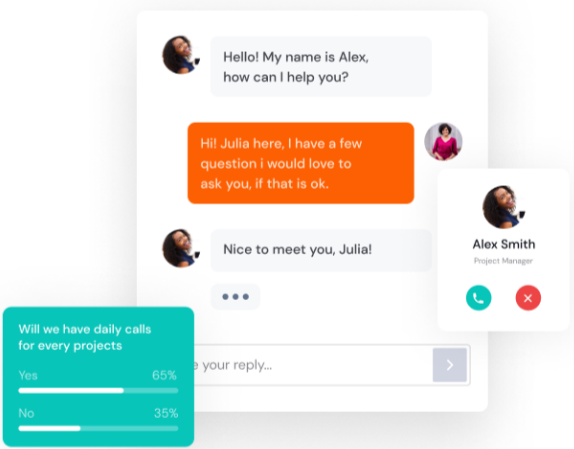 Hello! My name is Alex,
how can I help you?
Hi! Julia here, I have a few
question i would love to
ask you, if that is ok.
Alex Smith
Project Manager
Nice to meet you, Julia!
Will we have daily calls
for every projects
Yes 65%
No 35%
your reply...